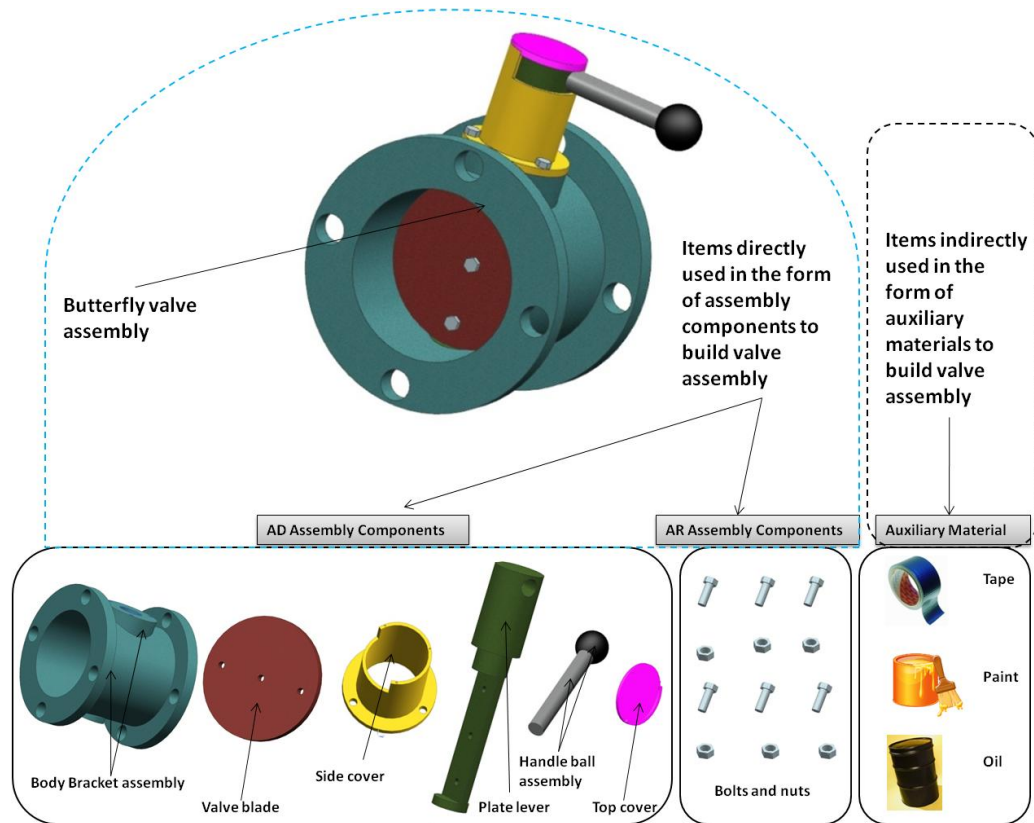 Butterfly valve
assembly
Items directly
used in the form
of assembly
components to
build valve
assembly
Items indirectly
used in the
form of
auxiliary
materials to
build valve
assembly
AD Assembly Components
AR Assembly Components
Auxiliary Material
Tape
Paint
Oil
Body Bracket assembly
Valve blade
Side cover
Plate lever
Handle ball
assembly
Top cover
Bolts and nuts